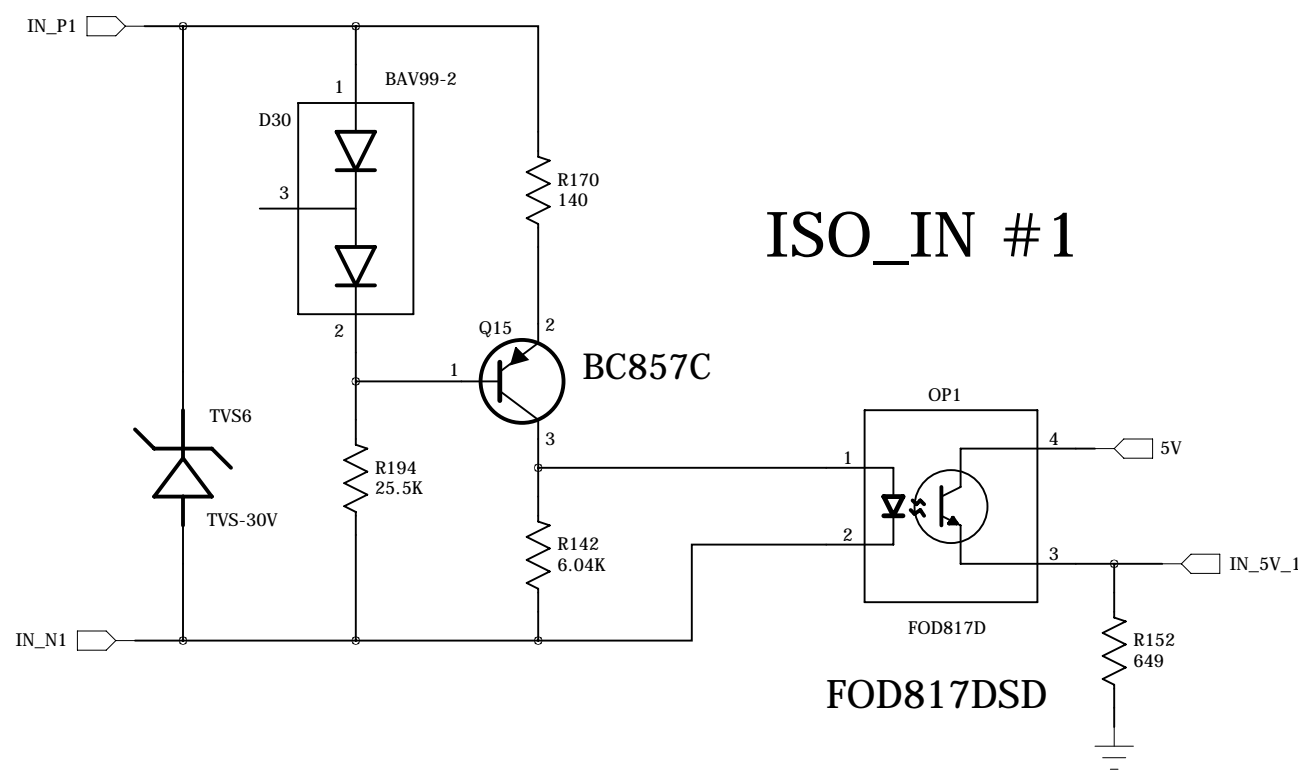 IN_P1
BAV99-2
1
D30
3
2
R170
140
ISO_IN #1
Q15
2
1
BC857C
3
TVS6
TVS-30V
R194
25.5K
R142
6.04K
IN_N1
OP1
1
4
5V
2
3
IN_5V_1
FOD817D
R152
649
FOD817DSD